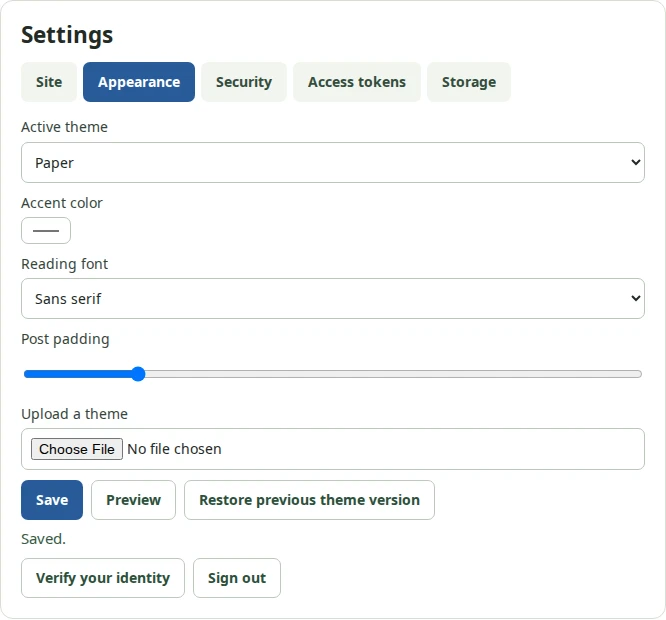 Settings
Site Appearance Security Access tokens Storage
Active theme
Paper
Accent color
Reading font
Sans serif
Post padding
Upload a theme
Choose File No file chosen
Save Preview Restore previous theme version
Saved.
Verify your identity Sign out